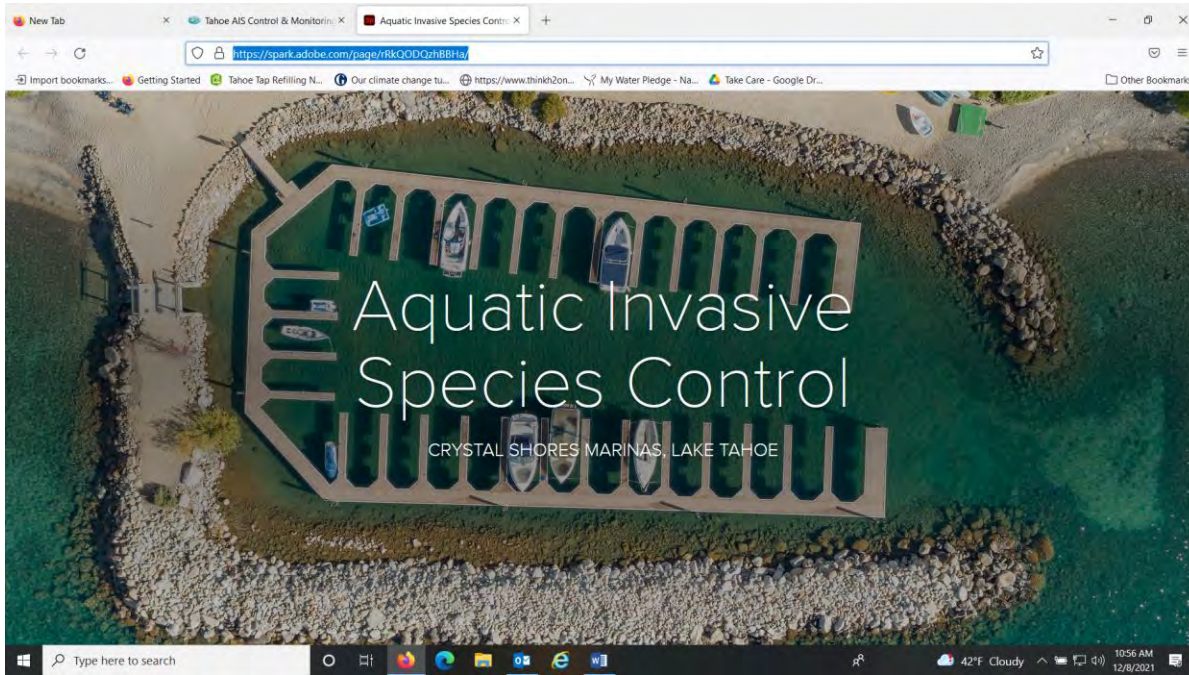 New Tab
Tahoe AIS Control & Monitoring
Aquatic Invasive Species Contro
https://spark.adobe.com/page/rRkQODQzhBBHa/
Import bookmarks...
Getting Started
Tahoe Tap Refilling N...
Our climate change tu...
https://www.thinkh2on...
My Water Pledge - Na...
Take Care - Google Dr...
Other Bookmarks
Aquatic Invasive
Species Control
CRYSTAL SHORES MARINAS, LAKE TAHOE
Type here to search
42°F Cloudy
10:56 AM
12/8/2021